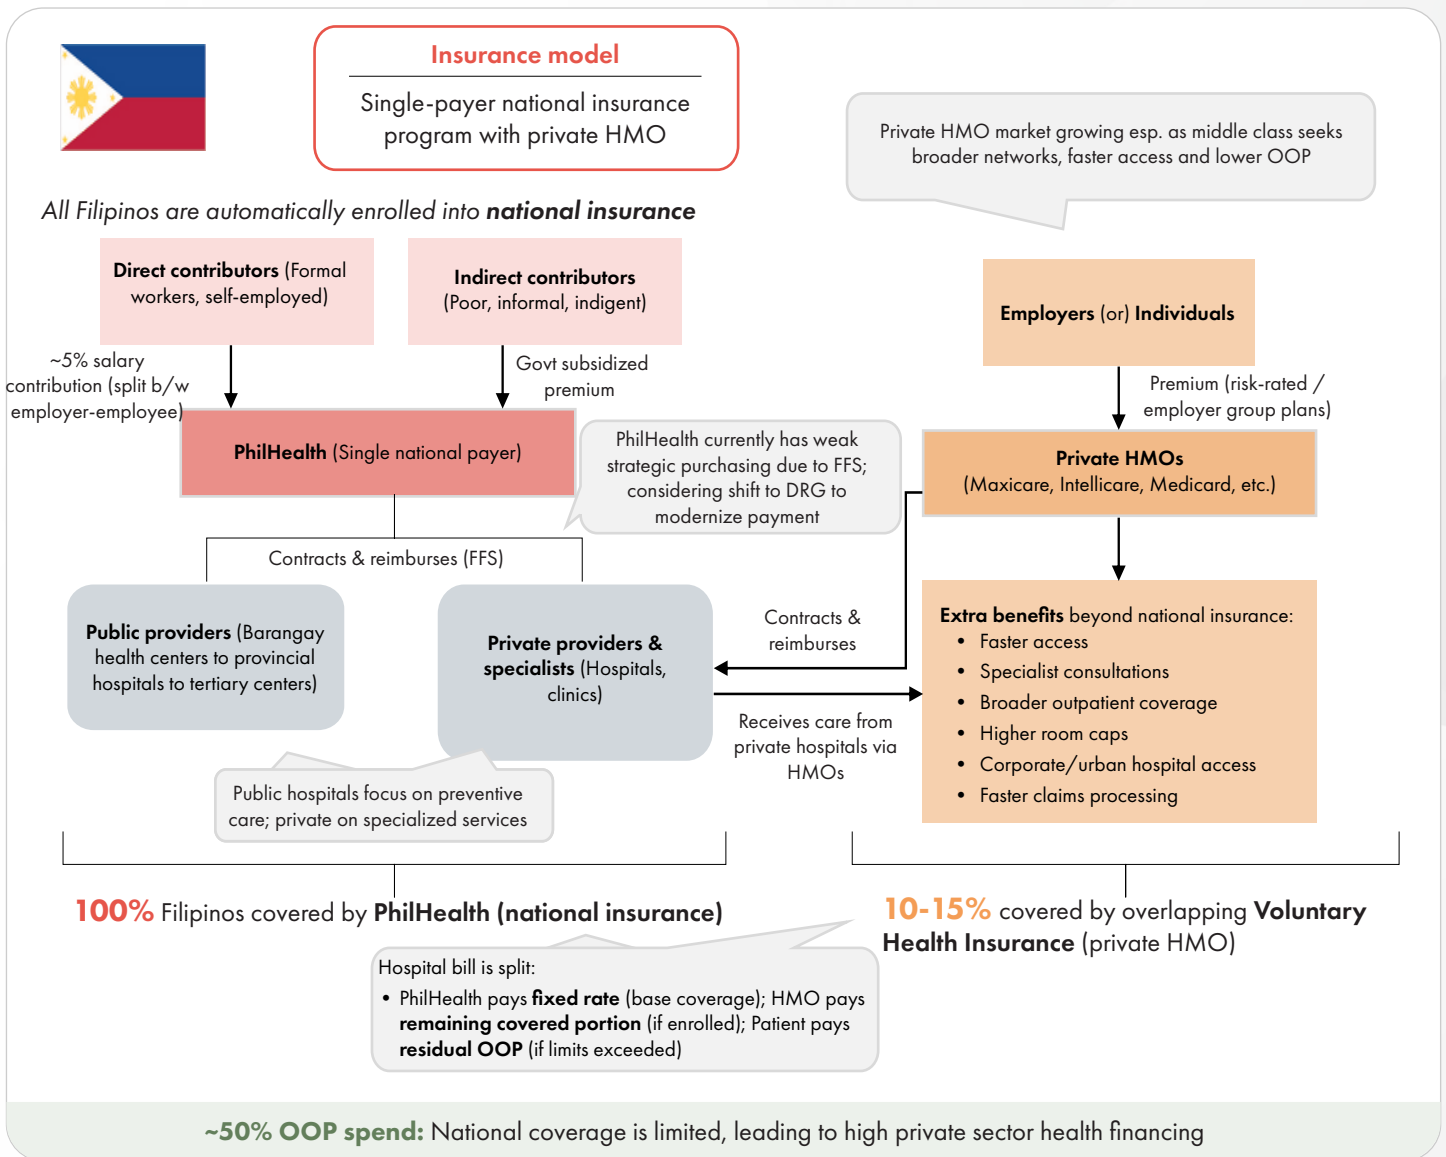 Insurance model
Single-payer national insurance
program with private HMO
Private HMO market growing esp. as middle class seeks
broader networks, faster access and lower OOP
All Filipinos are automatically enrolled into national insurance
Direct contributors (Formal
workers, self-employed)
Indirect contributors
(Poor, informal, indigent)
Employers (or) Individuals
~5% salary
contribution (split b/w
employer-employee)
Govt subsidized
premium
Premium (risk-rated /
employer group plans)
PhilHealth (Single national payer)
PhilHealth currently has weak
strategic purchasing due to FFS;
considering shift to DRG to
modernize payment
Private HMOs
(Maxicare, Intellicare, Medicard, etc.)
Contracts & reimburses (FFS)
Public providers (Barangay
health centers to provincial
hospitals to tertiary centers)
Private providers &
specialists (Hospitals,
clinics)
Contracts &
reimburses
Receives care from
private hospitals via
HMOs
Extra benefits beyond national insurance:
• Faster access
• Specialist consultations
• Broader outpatient coverage
• Higher room caps
• Corporate/urban hospital access
• Faster claims processing
Public hospitals focus on preventive
care; private on specialized services
100% Filipinos covered by PhilHealth (national insurance)
10-15% covered by overlapping Voluntary
Health Insurance (private HMO)
Hospital bill is split:
• PhilHealth pays fixed rate (base coverage); HMO pays
remaining covered portion (if enrolled); Patient pays
residual OOP (if limits exceeded)
~50% OOP spend: National coverage is limited, leading to high private sector health financing